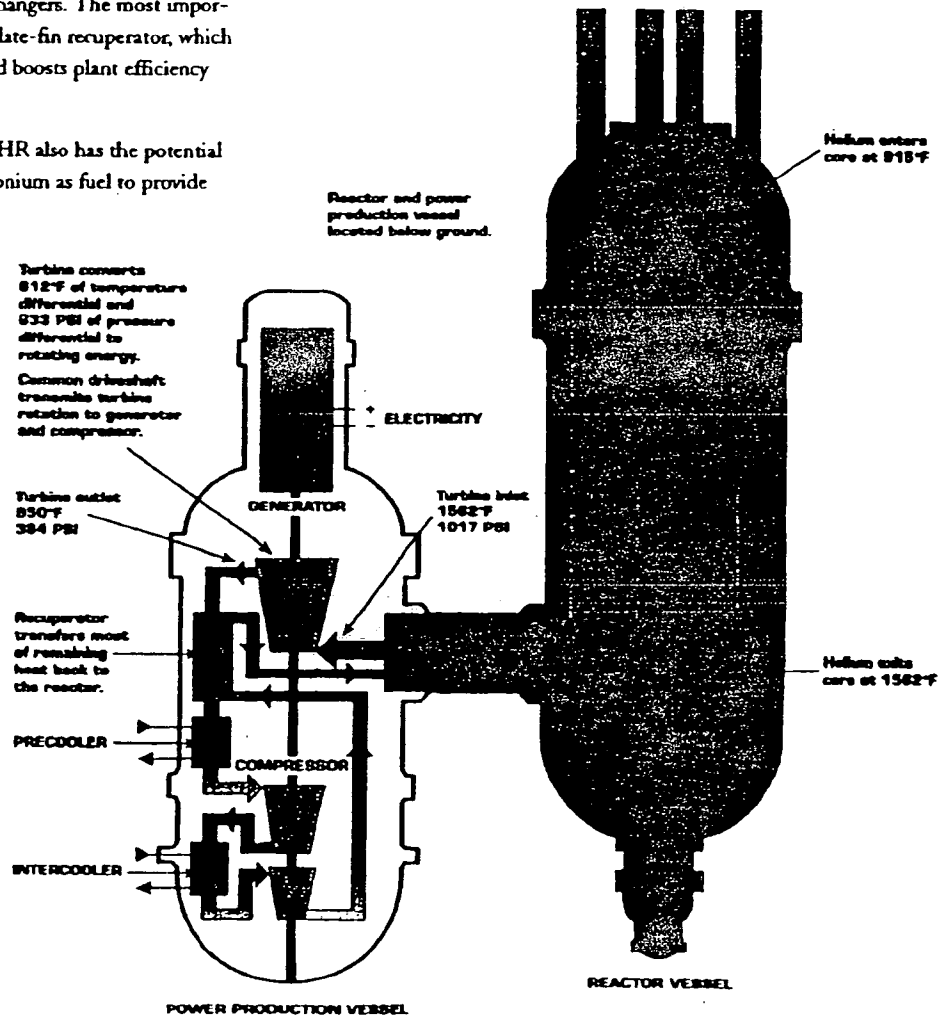 hangers. The most impor-
late-fin recuperator, which
d boosts plant efficiency
HR also has the potential
onium as fuel to provide
Reactor and power
production vessel
located below ground.
Helium enters
core at 915°F
Turbine converts
612°F of temperature
differential and
633 PSI of pressure
differential to
rotating energy.
Common driveshaft
transmits turbine
rotation to generator
and compressor.
+
ELECTRICITY
–
Turbine outlet
950°F
384 PSI
GENERATOR
Turbine inlet
1562°F
1017 PSI
Recuperator
transfers most
of remaining
heat back to
the reactor.
Helium exits
core at 1562°F
PRECOOLER
COMPRESSOR
INTERCOOLER
REACTOR VESSEL
POWER PRODUCTION VESSEL